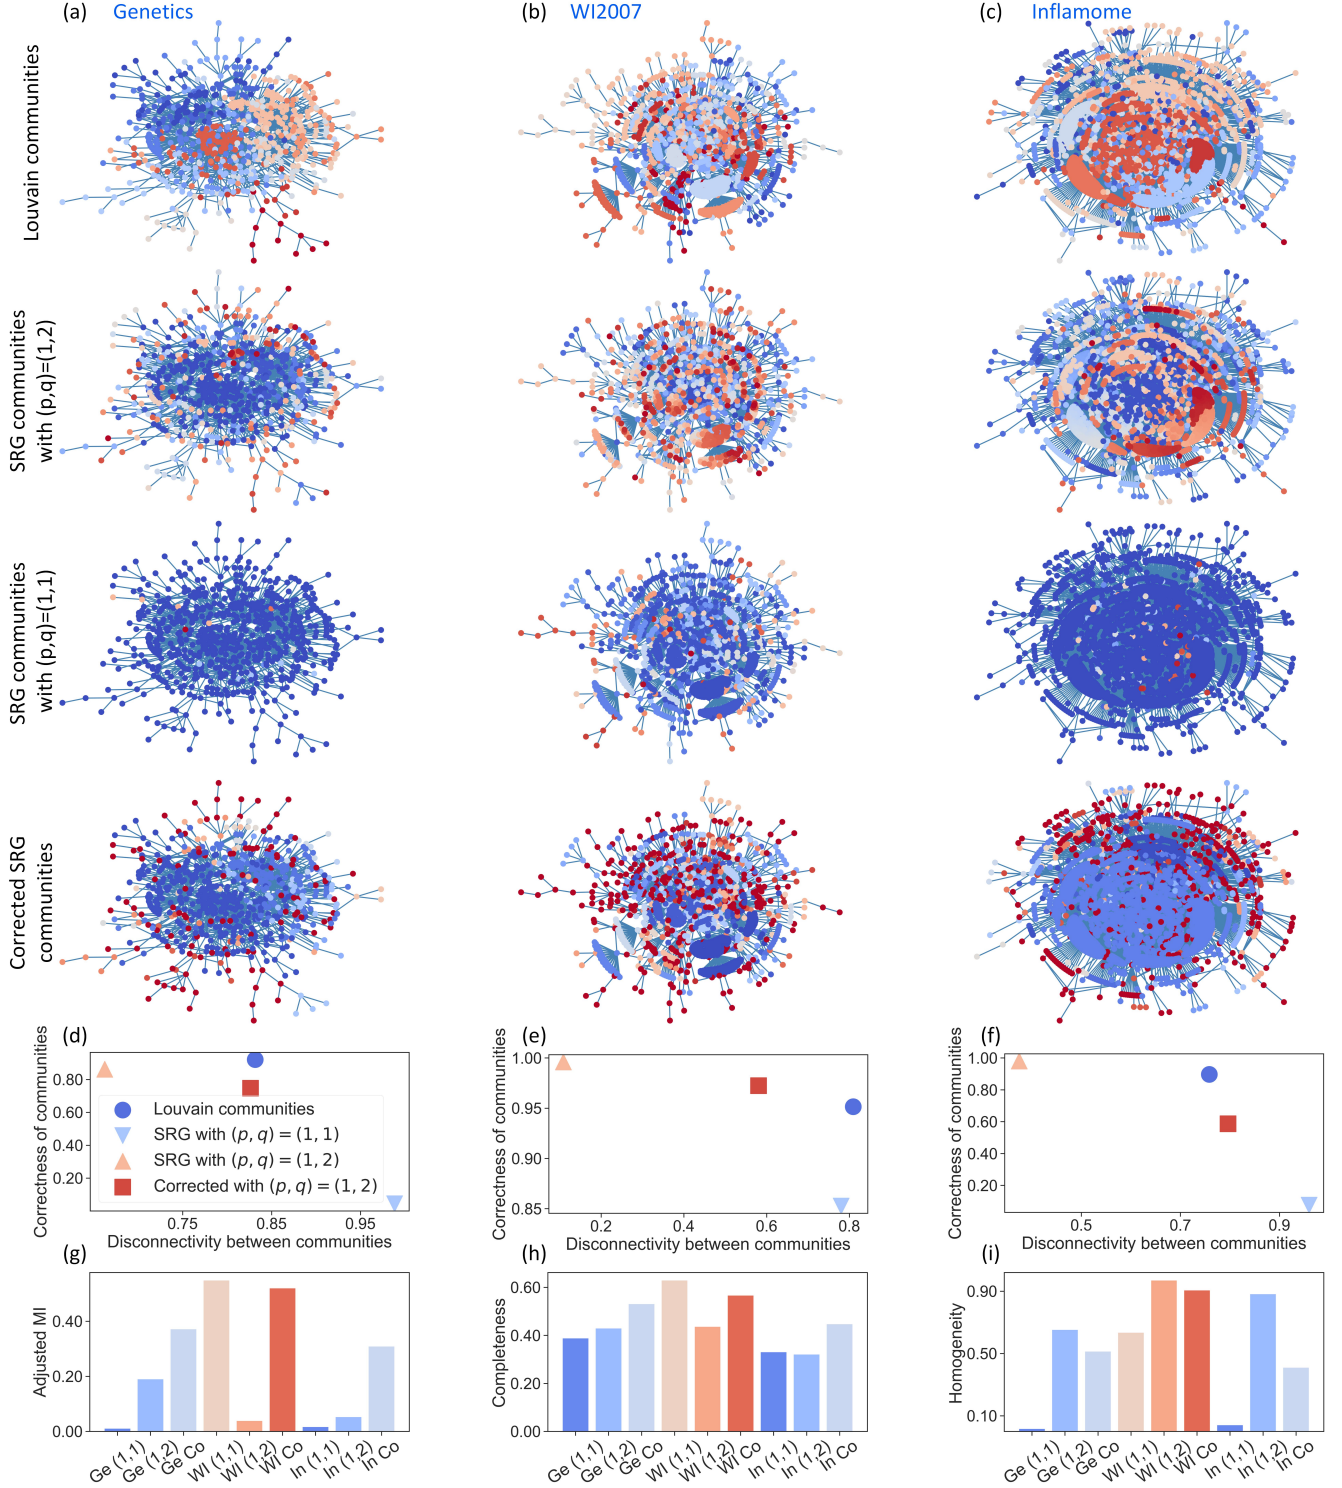 (a) Genetics
(b) WI2007
(c) Inflamome
Louvain communities
SRG communities
with (p,q)=(1,2)
SRG communities
with (p,q)=(1,1)
Corrected SRG
communities
(d)
Correctness of communities
0.80
0.60
0.40
0.20
Louvain communities
SRG with (p, q) = (1, 1)
SRG with (p, q) = (1, 2)
Corrected with (p, q) = (1, 2)
0.75 0.85 0.95
Disconnectivity between communities
(e)
Correctness of communities
1.00
0.95
0.90
0.85
0.2 0.4 0.6 0.8
Disconnectivity between communities
(f)
Correctness of communities
1.00
0.80
0.60
0.40
0.20
0.5 0.7 0.9
Disconnectivity between communities
(g)
Adjusted MI
0.40
0.20
0.00
Ge (1,1) Ge (1,2) Ge Co WI (1,1) WI (1,2) WI Co In (1,1) In (1,2) In Co
(h)
Completeness
0.60
0.40
0.20
0.00
Ge (1,1) Ge (1,2) Ge Co WI (1,1) WI (1,2) WI Co In (1,1) In (1,2) In Co
(i)
Homogeneity
0.90
0.50
0.10
Ge (1,1) Ge (1,2) Ge Co WI (1,1) WI (1,2) WI Co In (1,1) In (1,2) In Co